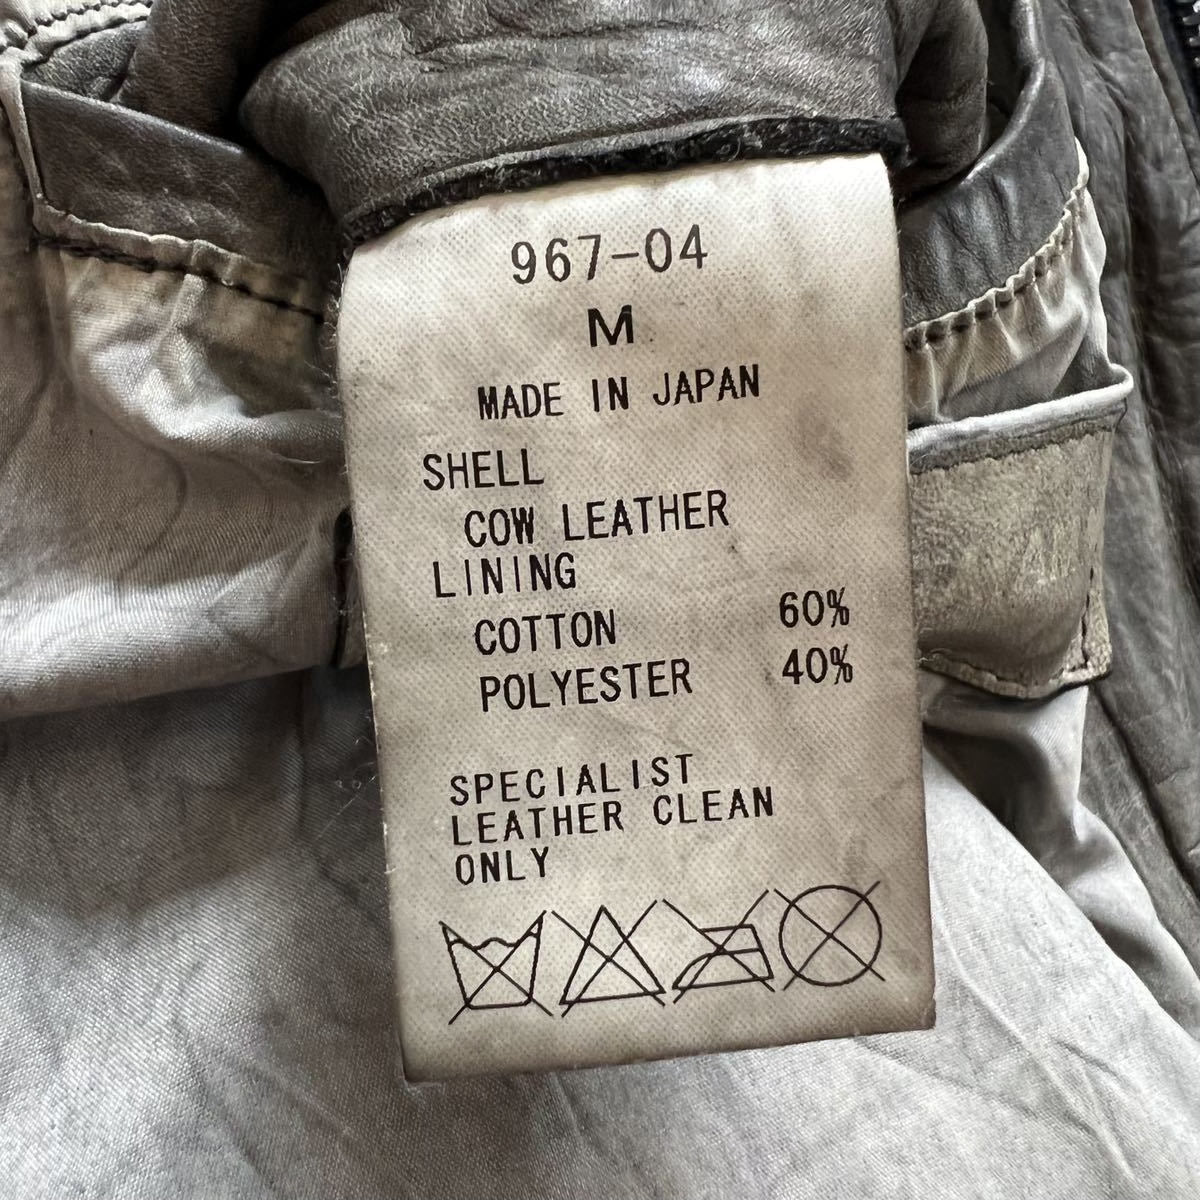 967-04
M
MADE IN JAPAN
SHELL
COW LEATHER
LINING
COTTON 60%
POLYESTER 40%
SPECIALIST
LEATHER CLEAN
ONLY